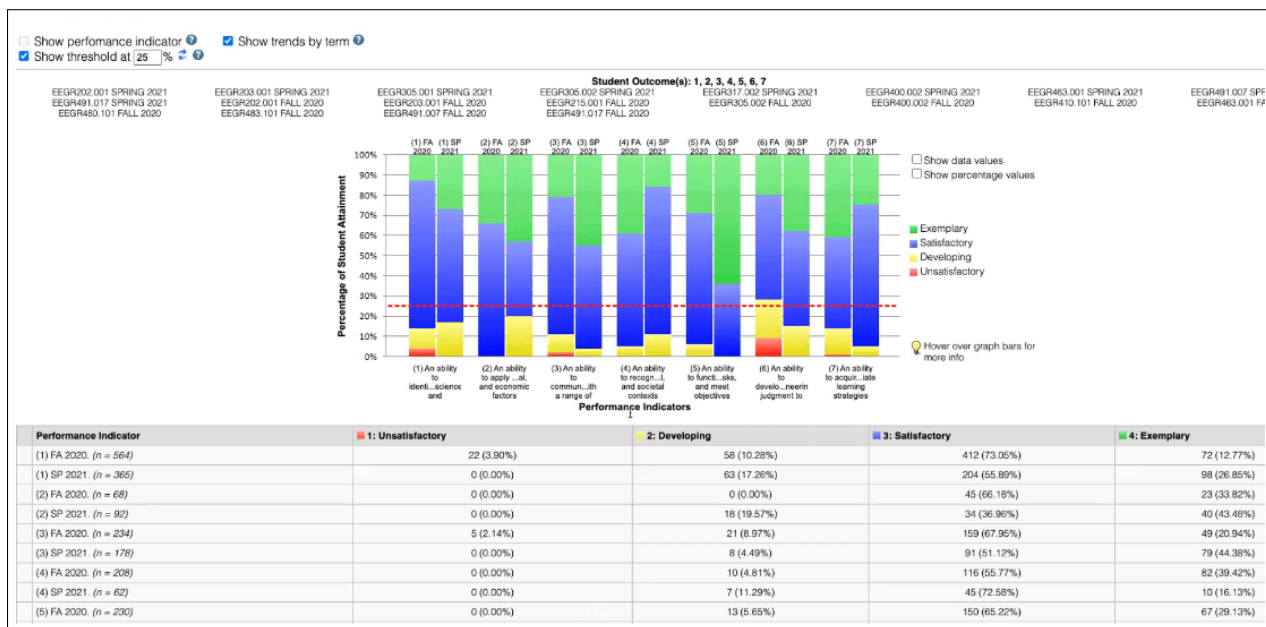 Show perfomance indicator
Show trends by term
Show threshold at 25 %
Student Outcome(s): 1, 2, 3, 4, 5, 6, 7
EEGR202.001 SPRING 2021 EEGR203.001 SPRING 2021 EEGR305.001 SPRING 2021 EEGR305.002 SPRING 2021 EEGR317.002 SPRING 2021 EEGR400.002 SPRING 2021 EEGR463.001 SPRING 2021 EEGR491.007 SPR
EEGR491.017 SPRING 2021 EEGR202.001 FALL 2020 EEGR203.001 FALL 2020 EEGR215.001 FALL 2020 EEGR305.002 FALL 2020 EEGR400.002 FALL 2020 EEGR410.101 FALL 2020 EEGR463.001 FA
EEGR480.101 FALL 2020 EEGR483.101 FALL 2020 EEGR491.007 FALL 2020 EEGR491.017 FALL 2020
(1) FA (1) SP (2) FA (2) SP (3) FA (3) SP (4) FA (4) SP (5) FA (5) SP (6) FA (6) SP (7) FA (7) SP
2020 2021 2020 2021 2020 2021 2020 2021 2020 2021 2020 2021 2020 2021
Percentage of Student Attainment
100%
90%
80%
70%
60%
50%
40%
30%
20%
10%
0%
Show data values
Show percentage values
Exemplary
Satisfactory
Developing
Unsatisfactory
Hover over graph bars for
more info
(1) An ability (2) An ability (3) An ability (4) An ability (5) An ability (6) An ability (7) An ability
to to apply ...al, to to recogn...l, to functi...sks, to to acquir...iate
identi...science and economic commun...ith and societal and meet develo...neerin learning
and factors a range of contexts objectives judgment to strategies
Performance Indicators
Performance Indicator 1: Unsatisfactory 2: Developing 3: Satisfactory 4: Exemplary
(1) FA 2020. (n = 564) 22 (3.90%) 58 (10.28%) 412 (73.05%) 72 (12.77%)
(1) SP 2021. (n = 365) 0 (0.00%) 63 (17.26%) 204 (55.89%) 98 (26.85%)
(2) FA 2020. (n = 68) 0 (0.00%) 0 (0.00%) 45 (66.18%) 23 (33.82%)
(2) SP 2021. (n = 92) 0 (0.00%) 18 (19.57%) 34 (36.96%) 40 (43.48%)
(3) FA 2020. (n = 234) 5 (2.14%) 21 (8.97%) 159 (67.95%) 49 (20.94%)
(3) SP 2021. (n = 178) 0 (0.00%) 8 (4.49%) 91 (51.12%) 79 (44.38%)
(4) FA 2020. (n = 208) 0 (0.00%) 10 (4.81%) 116 (55.77%) 82 (39.42%)
(4) SP 2021. (n = 62) 0 (0.00%) 7 (11.29%) 45 (72.58%) 10 (16.13%)
(5) FA 2020. (n = 230) 0 (0.00%) 13 (5.65%) 150 (65.22%) 67 (29.13%)